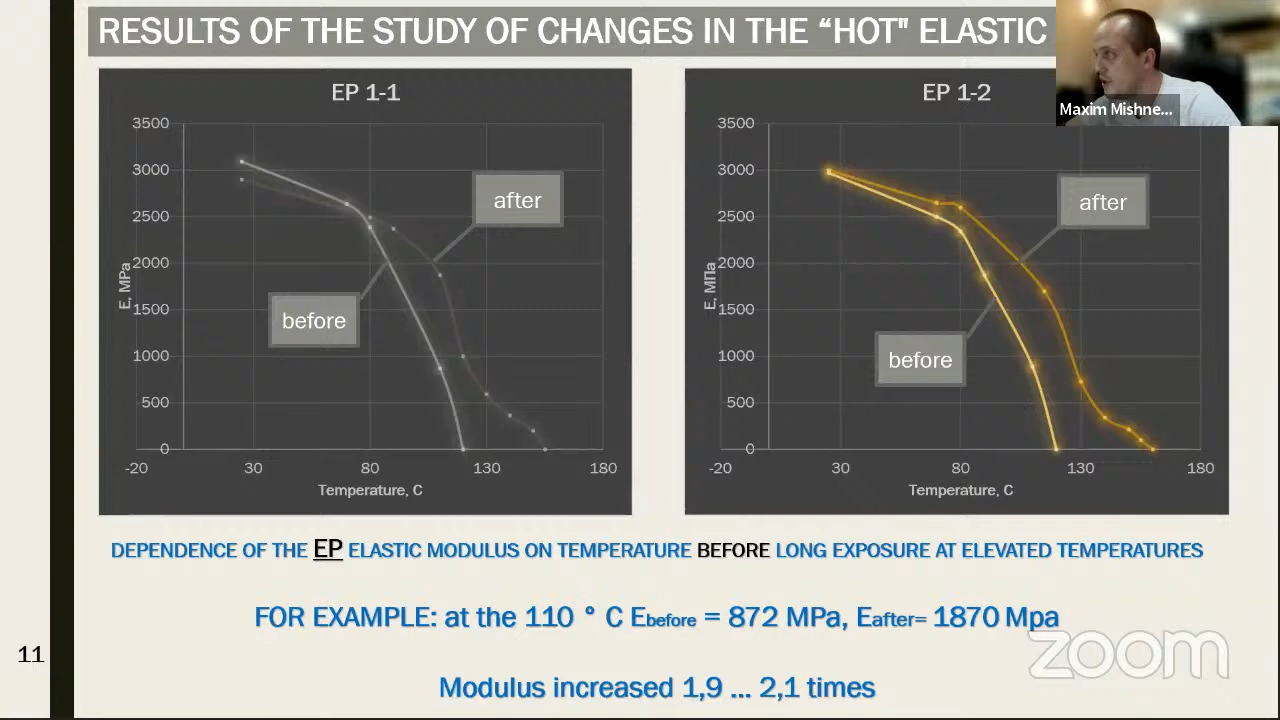 RESULTS OF THE STUDY OF CHANGES IN THE “HOT" ELASTIC
Maxim Mishne...
EP 1-1
3500
3000
2500
2000
1500
1000
500
0
-20
30
80
130
180
E, MPa
Temperature, C
after
before
EP 1-2
3500
3000
2500
2000
1500
1000
500
0
-20
30
80
130
180
E, МПа
Temperature, C
after
before
DEPENDENCE OF THE EP ELASTIC MODULUS ON TEMPERATURE BEFORE LONG EXPOSURE AT ELEVATED TEMPERATURES
FOR EXAMPLE: at the 110 ° C Ebefore = 872 MPa, Eafter= 1870 Mpa
zoom
11
Modulus increased 1,9 ... 2,1 times